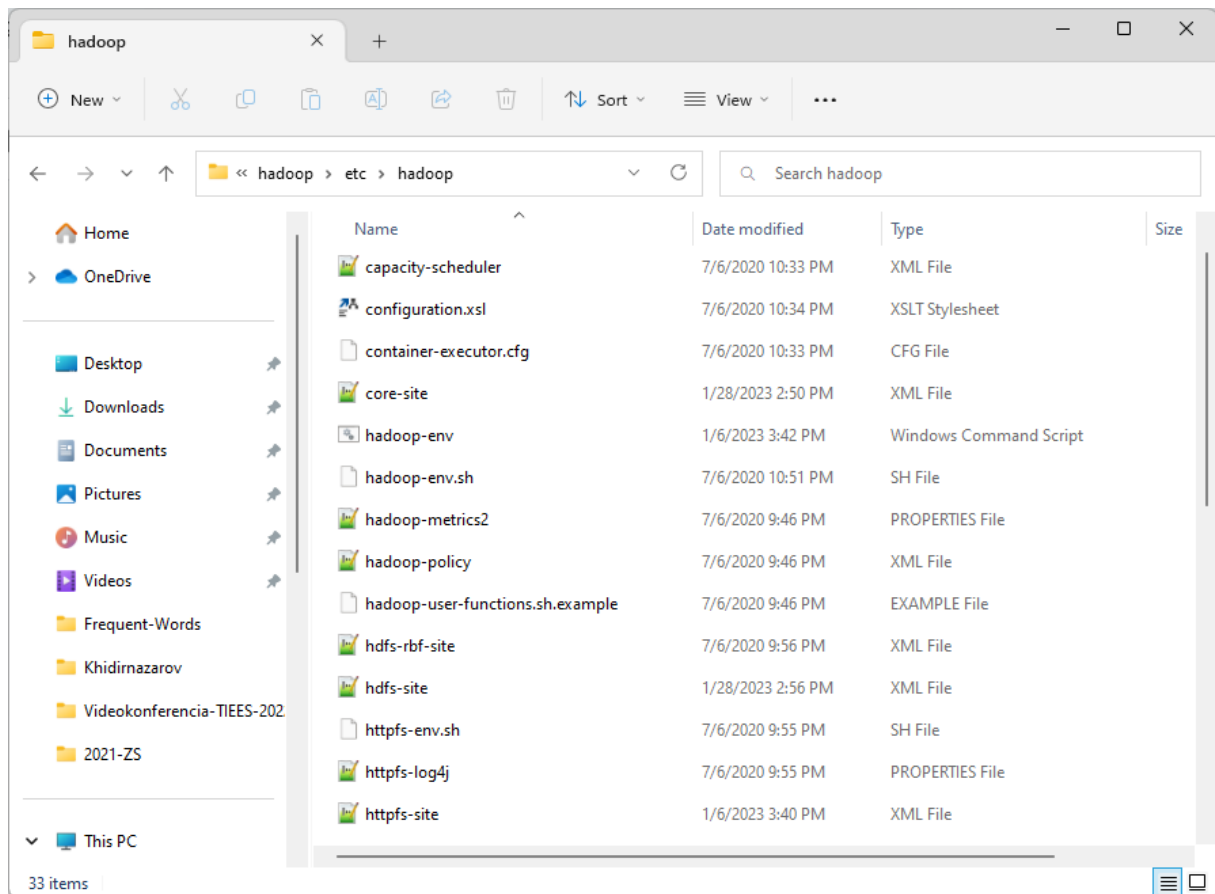 hadoop
New
Sort
View
hadoop
etc
hadoop
Search hadoop
Home
OneDrive
Desktop
Downloads
Documents
Pictures
Music
Videos
Frequent-Words
Khidirnazarov
Videokonferencia-TIEES-202
2021-ZS
This PC
Name Date modified Type Size
capacity-scheduler 7/6/2020 10:33 PM XML File
configuration.xsl 7/6/2020 10:34 PM XSLT Stylesheet
container-executor.cfg 7/6/2020 10:33 PM CFG File
core-site 1/28/2023 2:50 PM XML File
hadoop-env 1/6/2023 3:42 PM Windows Command Script
hadoop-env.sh 7/6/2020 10:51 PM SH File
hadoop-metrics2 7/6/2020 9:46 PM PROPERTIES File
hadoop-policy 7/6/2020 9:46 PM XML File
hadoop-user-functions.sh.example 7/6/2020 9:46 PM EXAMPLE File
hdfs-rbf-site 7/6/2020 9:56 PM XML File
hdfs-site 1/28/2023 2:56 PM XML File
httpfs-env.sh 7/6/2020 9:55 PM SH File
httpfs-log4j 7/6/2020 9:55 PM PROPERTIES File
httpfs-site 1/6/2023 3:40 PM XML File
33 items